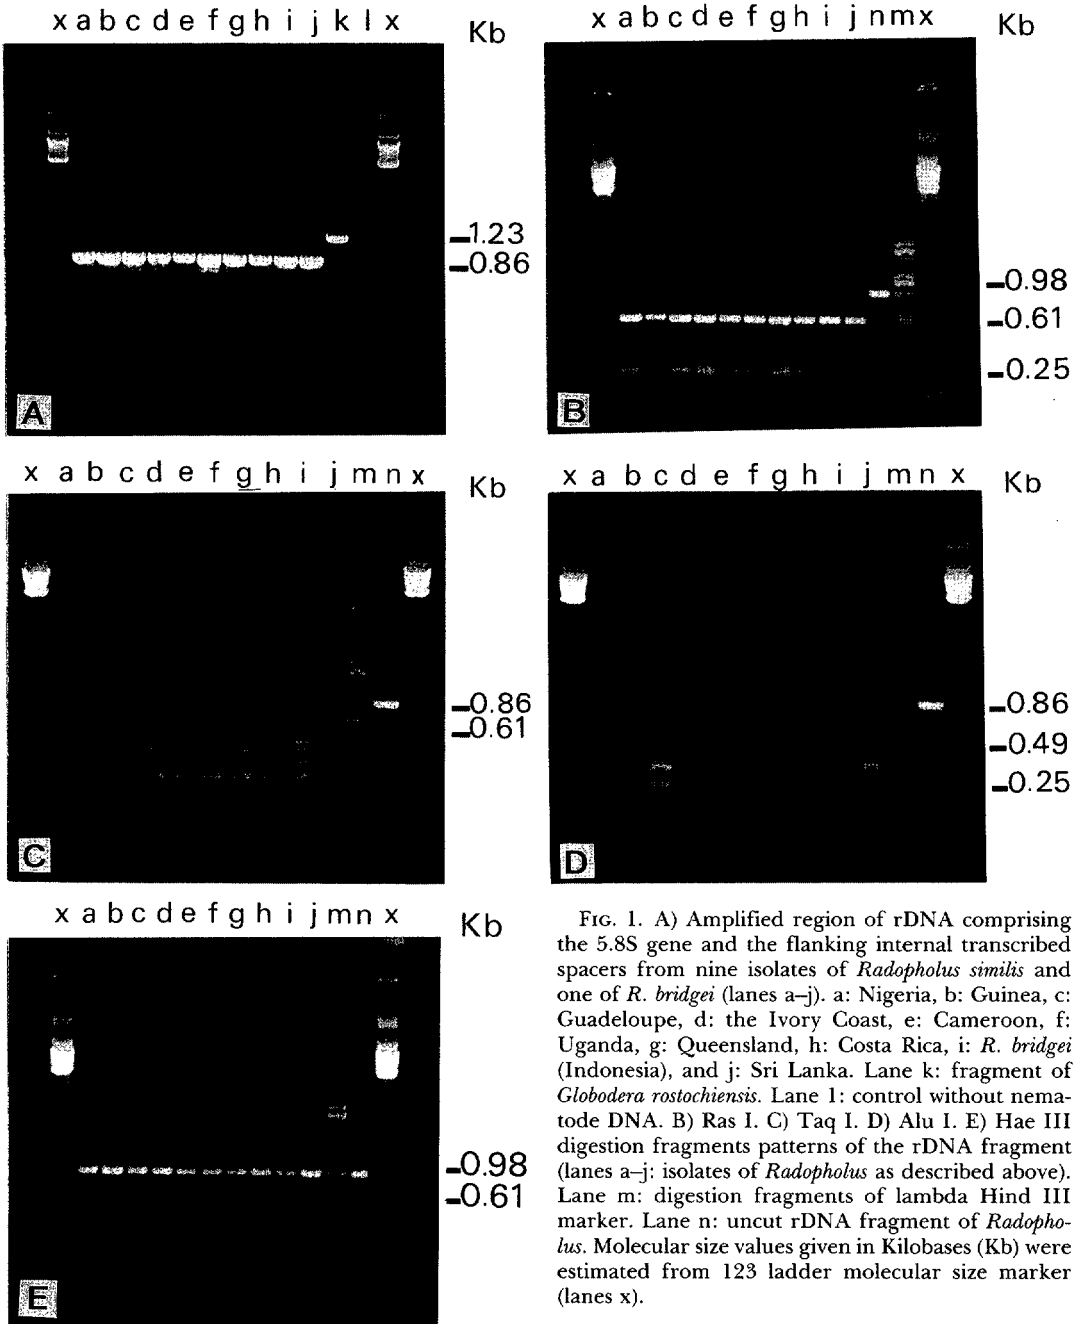 x a b c d e f g h i j k l x Kb
1.23
0.86
A
x a b c d e f g h i j n m x Kb
0.98
0.61
0.25
B
x a b c d e f g h i j m n x Kb
0.86
0.61
C
x a b c d e f g h i j m n x Kb
0.86
0.49
0.25
D
x a b c d e f g h i j m n x Kb
0.98
0.61
E
FIG. 1. A) Amplified region of rDNA comprising
the 5.8S gene and the flanking internal transcribed
spacers from nine isolates of Radopholus similis and
one of R. bridgei (lanes a–j). a: Nigeria, b: Guinea, c:
Guadeloupe, d: the Ivory Coast, e: Cameroon, f:
Uganda, g: Queensland, h: Costa Rica, i: R. bridgei
(Indonesia), and j: Sri Lanka. Lane k: fragment of
Globodera rostochiensis. Lane l: control without nema-
tode DNA. B) Ras I. C) Taq I. D) Alu I. E) Hae III
digestion fragments patterns of the rDNA fragment
(lanes a–j: isolates of Radopholus as described above).
Lane m: digestion fragments of lambda Hind III
marker. Lane n: uncut rDNA fragment of Radopho-
lus. Molecular size values given in Kilobases (Kb) were
estimated from 123 ladder molecular size marker
(lanes x).